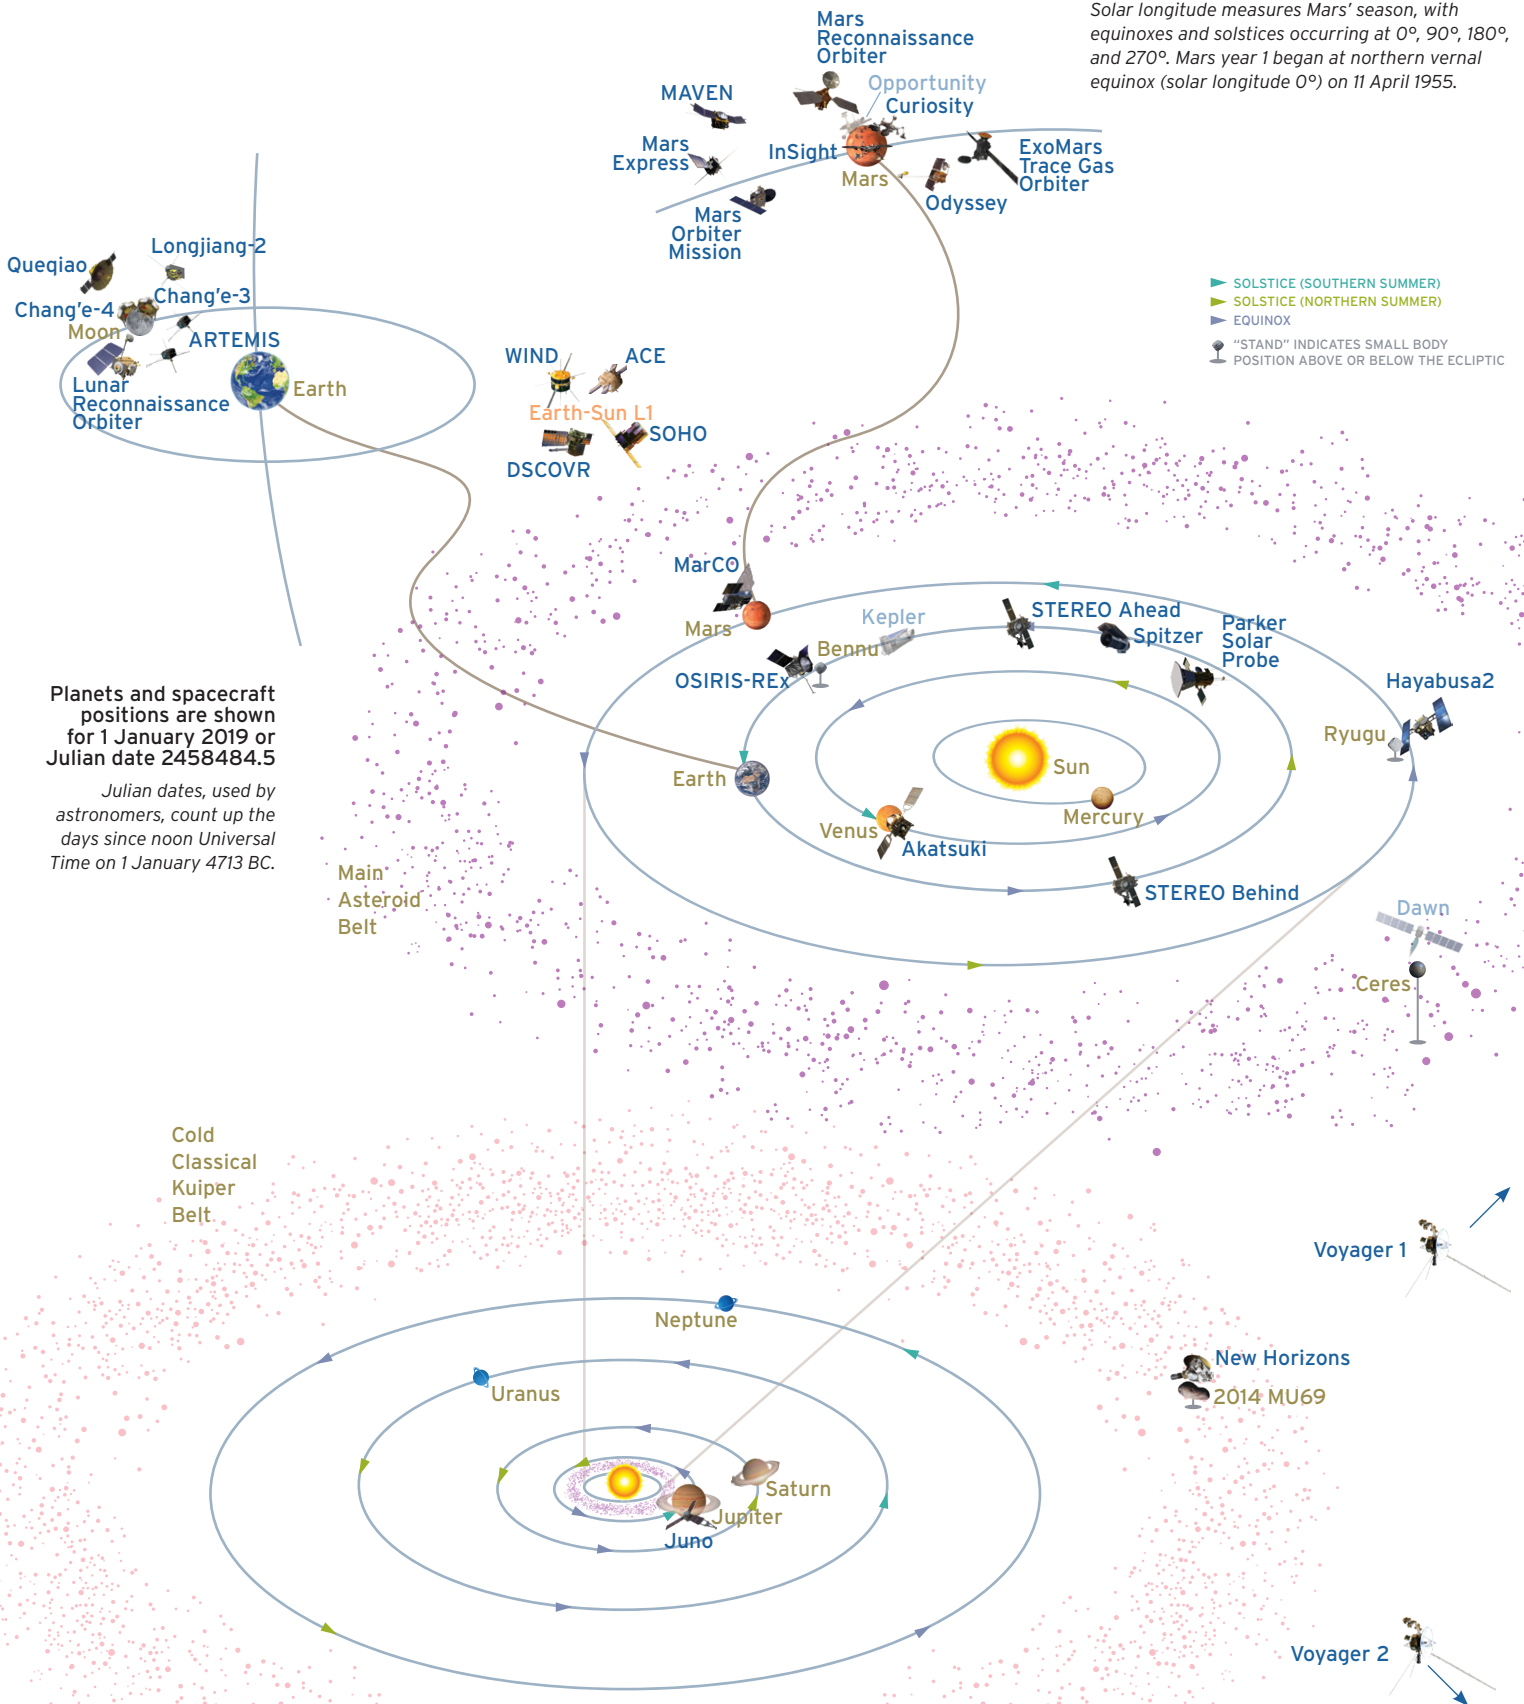 Solar longitude measures Mars’ season, with
equinoxes and solstices occurring at 0°, 90°, 180°,
and 270°. Mars year 1 began at northern vernal
equinox (solar longitude 0°) on 11 April 1955.
Mars
Reconnaissance
Orbiter
Opportunity
Curiosity
MAVEN
Mars
Express
InSight
Mars
ExoMars
Trace Gas
Orbiter
Odyssey
Mars
Orbiter
Mission
Longjiang-2
Queqiao
Chang’e-3
Chang’e-4
Moon
ARTEMIS
Lunar
Reconnaissance
Orbiter
Earth
WIND
ACE
Earth-Sun L1
SOHO
DSCOVR
SOLSTICE (SOUTHERN SUMMER)
SOLSTICE (NORTHERN SUMMER)
EQUINOX
“STAND” INDICATES SMALL BODY
POSITION ABOVE OR BELOW THE ECLIPTIC
MarCO
Mars
Kepler
Bennu
OSIRIS-REx
STEREO Ahead
Spitzer
Parker
Solar
Probe
Hayabusa2
Ryugu
Earth
Sun
Mercury
Venus
Akatsuki
STEREO Behind
Planets and spacecraft
positions are shown
for 1 January 2019 or
Julian date 2458484.5
Julian dates, used by
astronomers, count up the
days since noon Universal
Time on 1 January 4713 BC.
Main
Asteroid
Belt
Dawn
Ceres
Cold
Classical
Kuiper
Belt
Voyager 1
Neptune
Uranus
New Horizons
2014 MU69
Saturn
Jupiter
Juno
Voyager 2